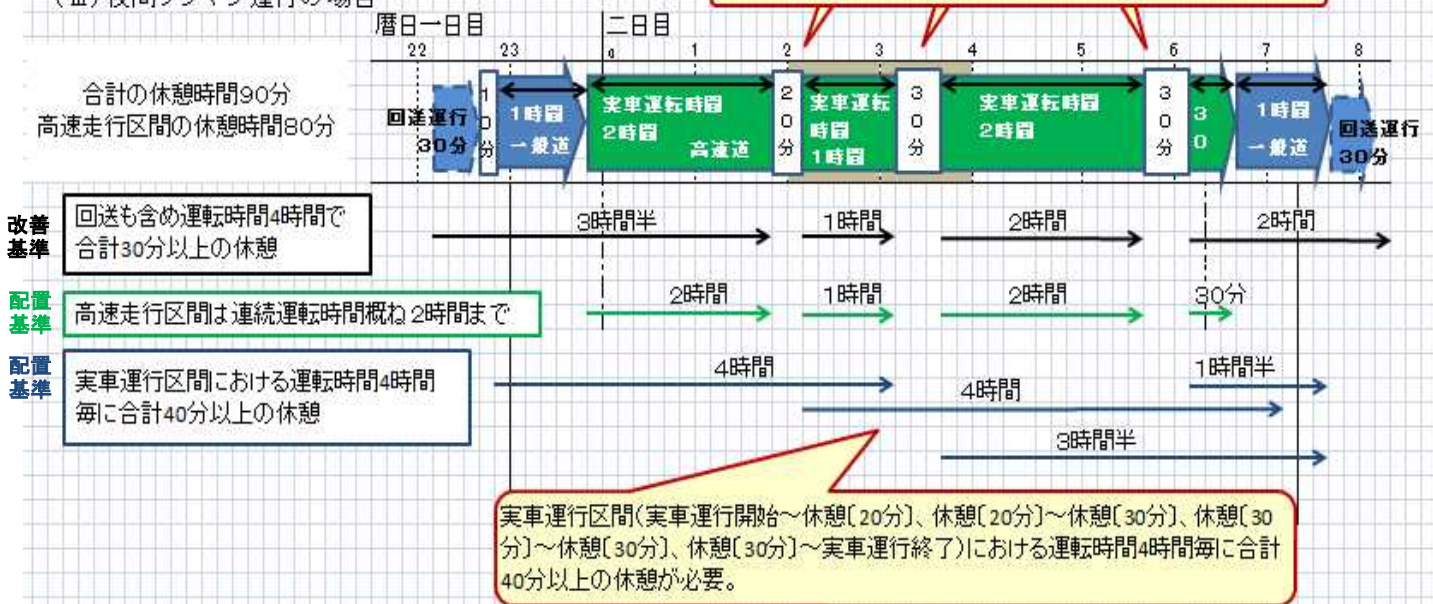 暦日一日目
二日目
22 23 0 1 2 3 4 5 6 7 8
合計の休憩時間90分
高速走行区間の休憩時間80分
回送運行
30分
10分
1時間
一般道
実車運転時間
2時間
高速道
20分
実車運転
時間
1時間
30分
実車運転時間
2時間
30分
30
1時間
一般道
回送運行
30分
改善
基準
回送も含め運転時間4時間で
合計30分以上の休憩
3時間半
1時間
2時間
2時間
配置
基準
高速走行区間は連続運転時間概ね2時間まで
2時間
1時間
2時間
30分
配置
基準
実車運行区間における運転時間4時間
毎に合計40分以上の休憩
4時間
1時間半
4時間
3時間半
実車運行区間(実車運行開始～休憩〔20分〕、休憩〔20分〕～休憩〔30分〕、休憩〔30
分〕～休憩〔30分〕、休憩〔30分〕～実車運行終了)における運転時間4時間毎に合計
40分以上の休憩が必要。